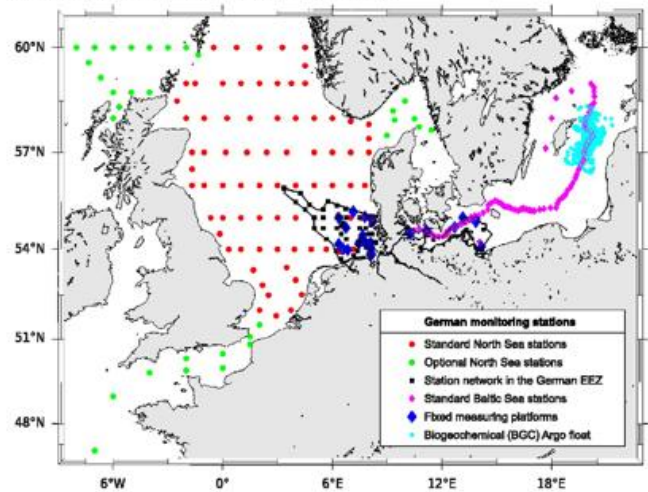 60°N
57°N
54°N
51°N
48°N
German monitoring stations
Standard North Sea stations
Optional North Sea stations
Station network in the German EEZ
Standard Baltic Sea stations
Fixed measuring platforms
Biogeochemical (BGC) Argo float
6°W 0° 6°E 12°E 18°E